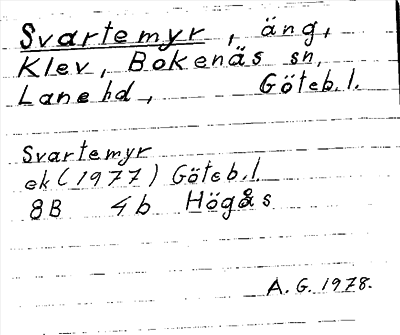 Svartemyr, äng,
Klev, Bokenäs sn,
Lane hd, Göteb. l.
Svartemyr
ek (1977) Göteb. l
8B 4b Högås
A. G. 1978.